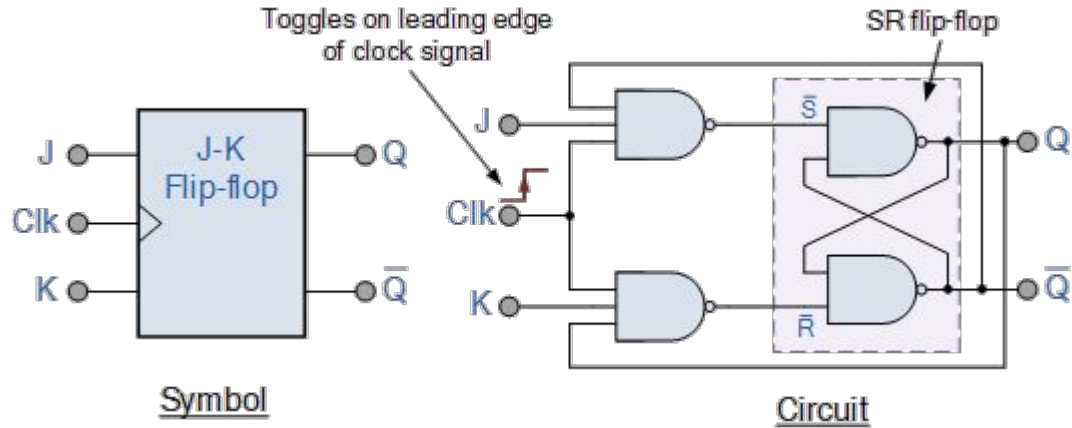 Toggles on leading edge
of clock signal
SR flip-flop
J
Clk
K
J-K
Flip-flop
Q
Q̅
Symbol
J
Clk
K
S̅
R̅
Q
Q̅
Circuit